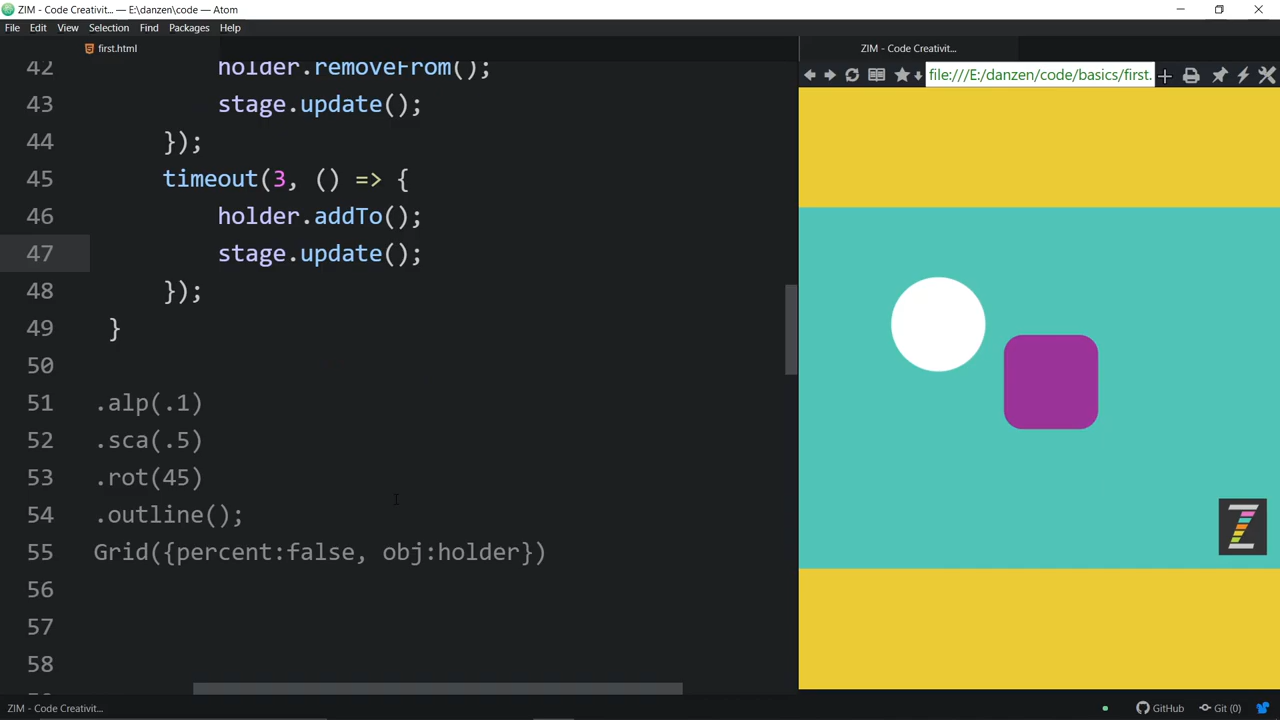 ZIM - Code Creativit... — E:\danzen\code — Atom
File Edit View Selection Find Packages Help
first.html
ZIM - Code Creativ...
file:///E:/danzen/code/basics/first.
42 holder.removeFrom();
43 stage.update();
44 });
45 timeout(3, () => {
46 holder.addTo();
47 stage.update();
48 });
49 }
50
51 .alp(.1)
52 .sca(.5)
53 .rot(45)
54 .outline();
55 Grid({percent:false, obj:holder})
56
57
58
ZIM - Code Creativit...
GitHub
Git (0)